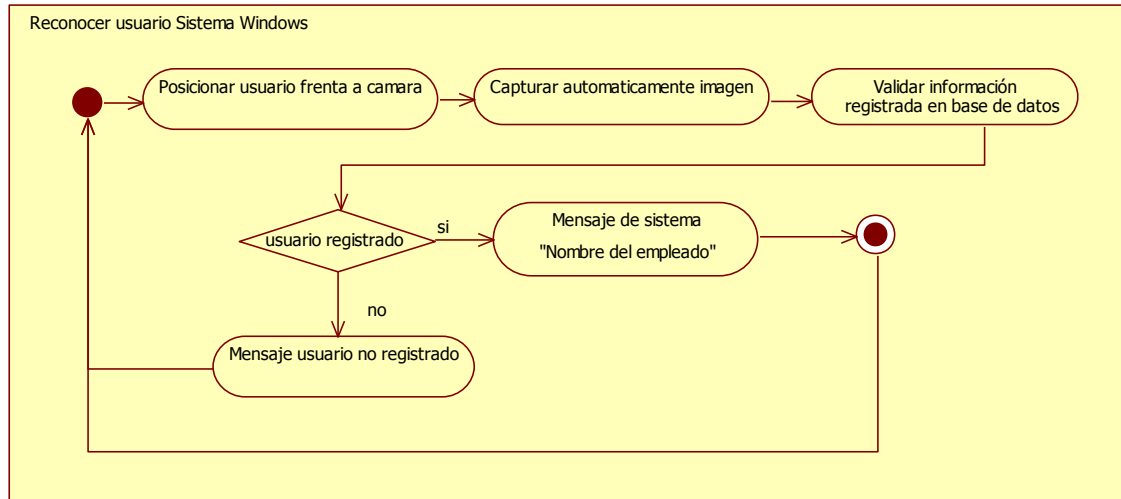 Reconocer usuario Sistema Windows
Posicionar usuario frenta a camara
Capturar automaticamente imagen
Validar información
registrada en base de datos
usuario registrado
si
Mensaje de sistema
"Nombre del empleado"
no
Mensaje usuario no registrado